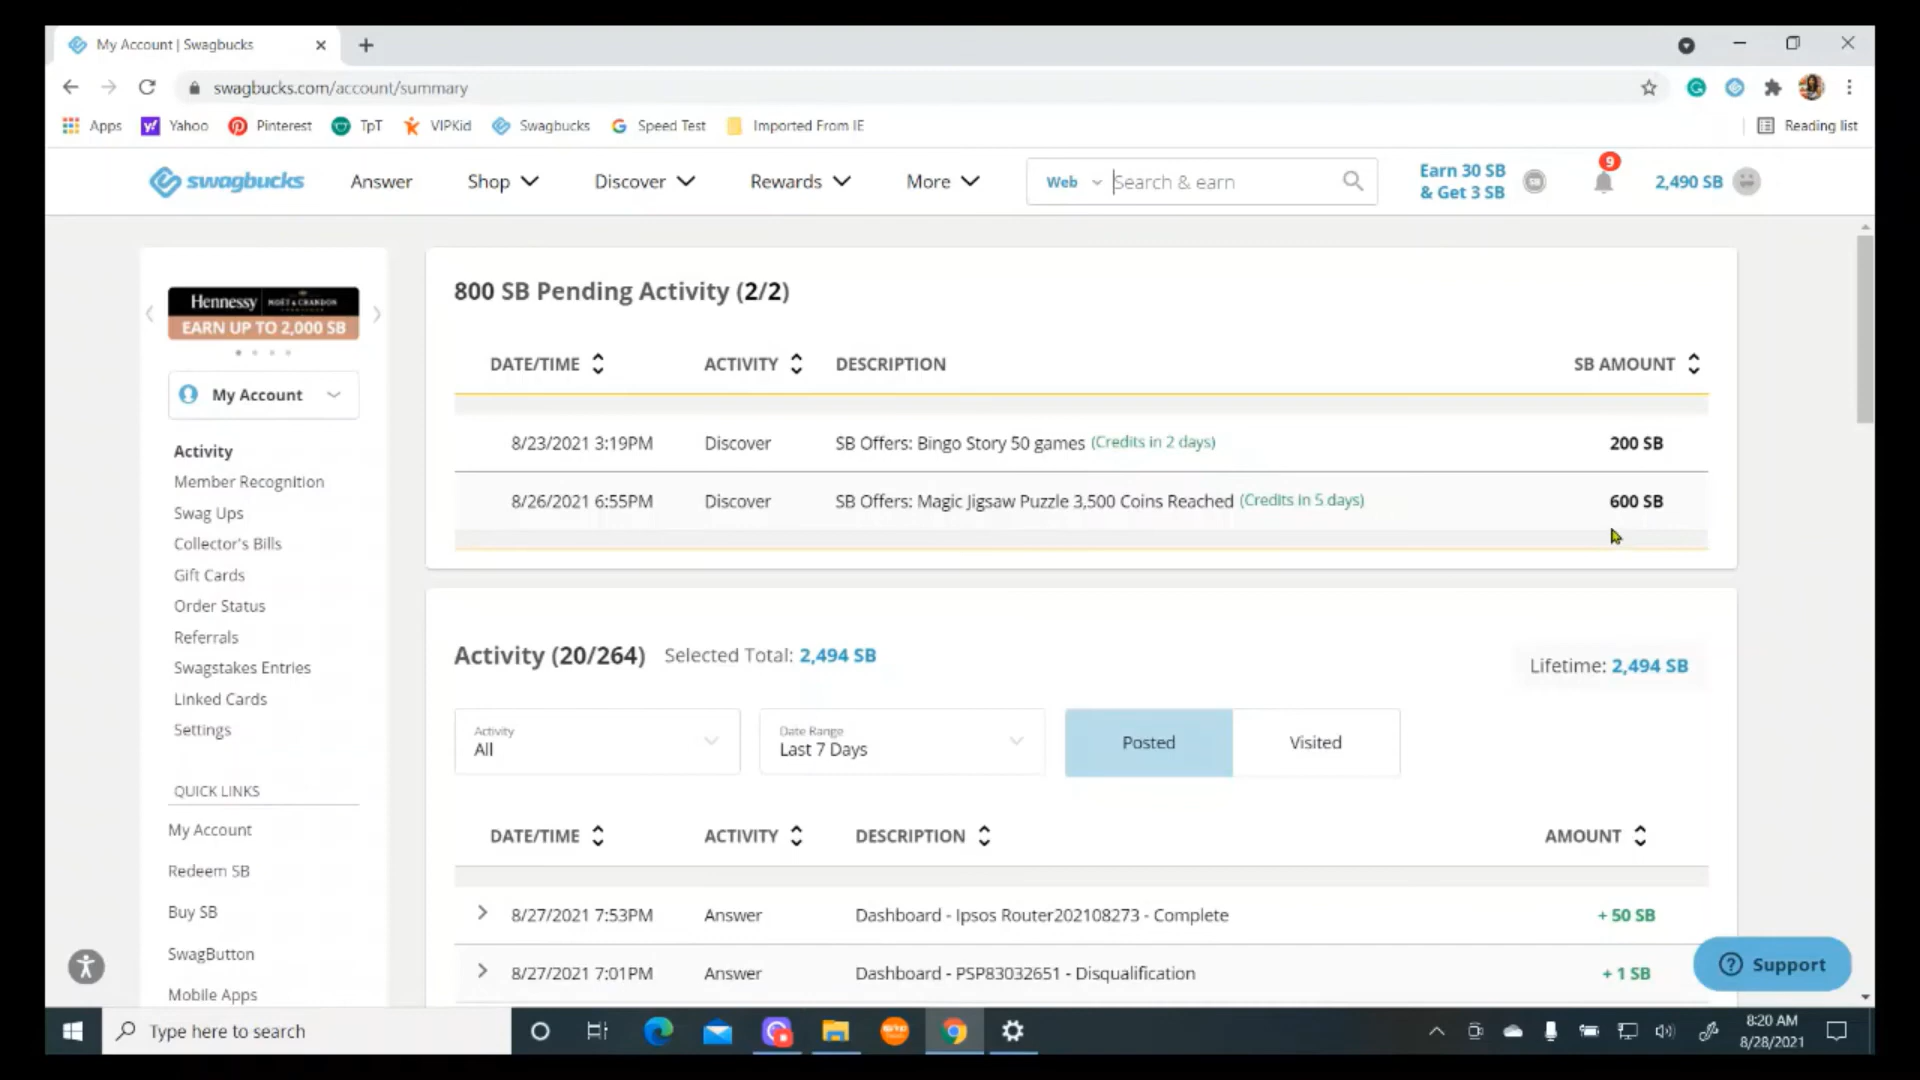 My Account | Swagbucks
swagbucks.com/account/summary
Apps Yahoo Pinterest TpT VIPKid Swagbucks Speed Test Imported From IE Reading list
swagbucks Answer Shop Discover Rewards More Web Search & earn Earn 30 SB & Get 3 SB 9 2,490 SB
Hennessy MOËT & CHANDON
EARN UP TO 2,000 SB
My Account
Activity
Member Recognition
Swag Ups
Collector's Bills
Gift Cards
Order Status
Referrals
Swagstakes Entries
Linked Cards
Settings
QUICK LINKS
My Account
Redeem SB
Buy SB
SwagButton
Mobile Apps
800 SB Pending Activity (2/2)
DATE/TIME ACTIVITY DESCRIPTION SB AMOUNT
8/23/2021 3:19PM Discover SB Offers: Bingo Story 50 games (Credits in 2 days) 200 SB
8/26/2021 6:55PM Discover SB Offers: Magic Jigsaw Puzzle 3,500 Coins Reached (Credits in 5 days) 600 SB
Activity (20/264) Selected Total: 2,494 SB Lifetime: 2,494 SB
Activity
All
Date Range
Last 7 Days
Posted Visited
DATE/TIME ACTIVITY DESCRIPTION AMOUNT
8/27/2021 7:53PM Answer Dashboard - Ipsos Router202108273 - Complete + 50 SB
8/27/2021 7:01PM Answer Dashboard - PSP83032651 - Disqualification + 1 SB
Support
Type here to search
8:20 AM
8/28/2021